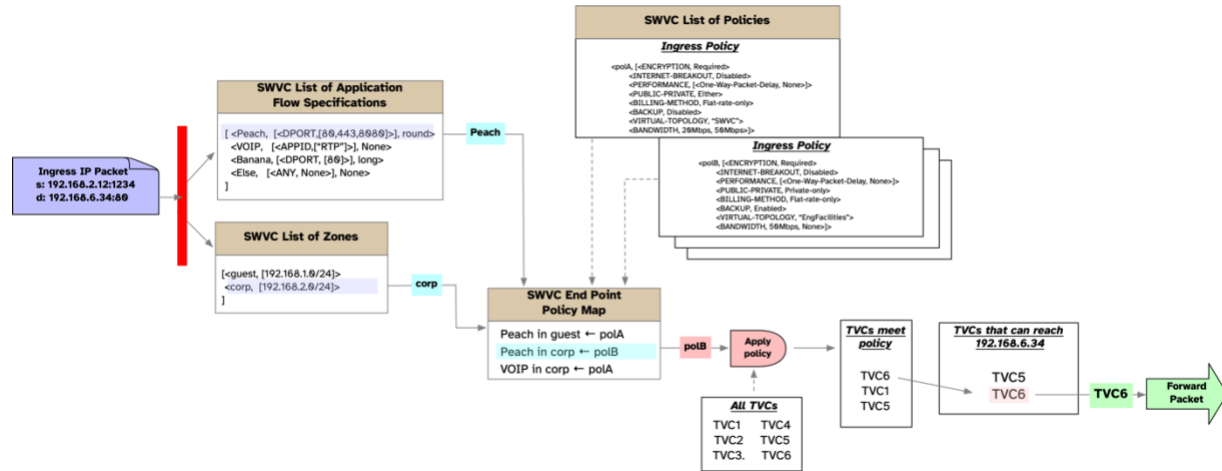 SWVC List of Policies
Ingress Policy
<polA, [<ENCRYPTION, Required>
<INTERNET-BREAKOUT, Disabled>
<PERFORMANCE, [<One-Way-Packet-Delay, None>]>
<PUBLIC-PRIVATE, Either>
<BILLING-METHOD, Flat-rate-only>
<BACKUP, Disabled>
<VIRTUAL-TOPOLOGY, "SWVC">
<BANDWIDTH, 20Mbps, 50Mbps>]>
Ingress Policy
<polB, [<ENCRYPTION, Required>
<INTERNET-BREAKOUT, Disabled>
<PERFORMANCE, [<One-Way-Packet-Delay, None>]>
<PUBLIC-PRIVATE, Private-only>
<BILLING-METHOD, Flat-rate-only>
<BACKUP, Enabled>
<VIRTUAL-TOPOLOGY, "EngFacilities">
<BANDWIDTH, 50Mbps, None>]>
SWVC List of Application
Flow Specifications
[ <Peach, [<DPORT,[80,443,8080]>], round>
<VOIP, [<APPID,["RTP"]>], None>
<Banana, [<DPORT, [80]>], long>
<Else, [<ANY, None>], None>
]
Peach
Ingress IP Packet
s: 192.168.2.12:1234
d: 192.168.6.34:80
SWVC List of Zones
[<guest, [192.168.1.0/24]>
<corp, [192.168.2.0/24]>
]
corp
SWVC End Point
Policy Map
Peach in guest ← polA
Peach in corp ← polB
VOIP in corp ← polA
polB
Apply
policy
All TVCs
TVC1 TVC4
TVC2 TVC5
TVC3. TVC6
TVCs meet
policy
TVC6
TVC1
TVC5
TVCs that can reach
192.168.6.34
TVC5
TVC6
TVC6
Forward
Packet